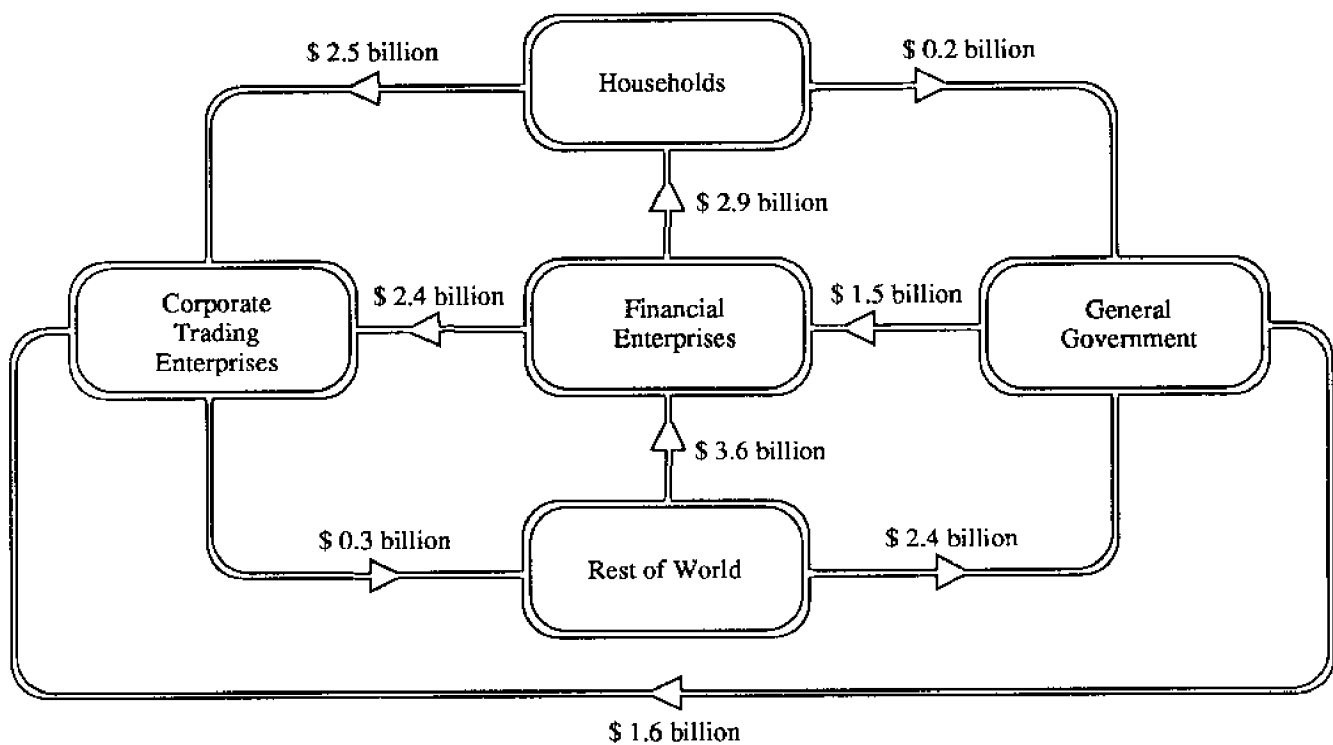 $ 2.5 billion
Households
$ 0.2 billion
$ 2.9 billion
Corporate
Trading
Enterprises
$ 2.4 billion
Financial
Enterprises
$ 1.5 billion
General
Government
$ 3.6 billion
$ 0.3 billion
Rest of World
$ 2.4 billion
$ 1.6 billion